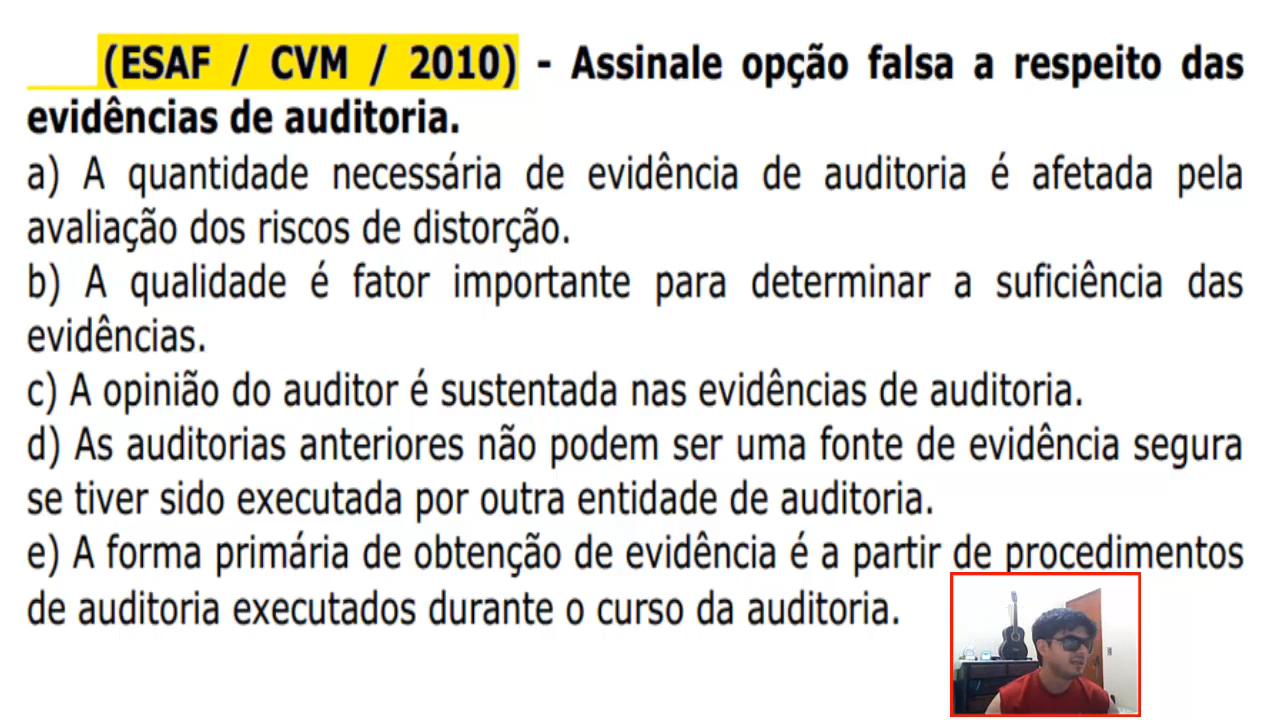 ____ (ESAF / CVM / 2010) - Assinale opção falsa a respeito das
evidências de auditoria.
a) A quantidade necessária de evidência de auditoria é afetada pela
avaliação dos riscos de distorção.
b) A qualidade é fator importante para determinar a suficiência das
evidências.
c) A opinião do auditor é sustentada nas evidências de auditoria.
d) As auditorias anteriores não podem ser uma fonte de evidência segura
se tiver sido executada por outra entidade de auditoria.
e) A forma primária de obtenção de evidência é a partir de procedimentos
de auditoria executados durante o curso da auditoria.